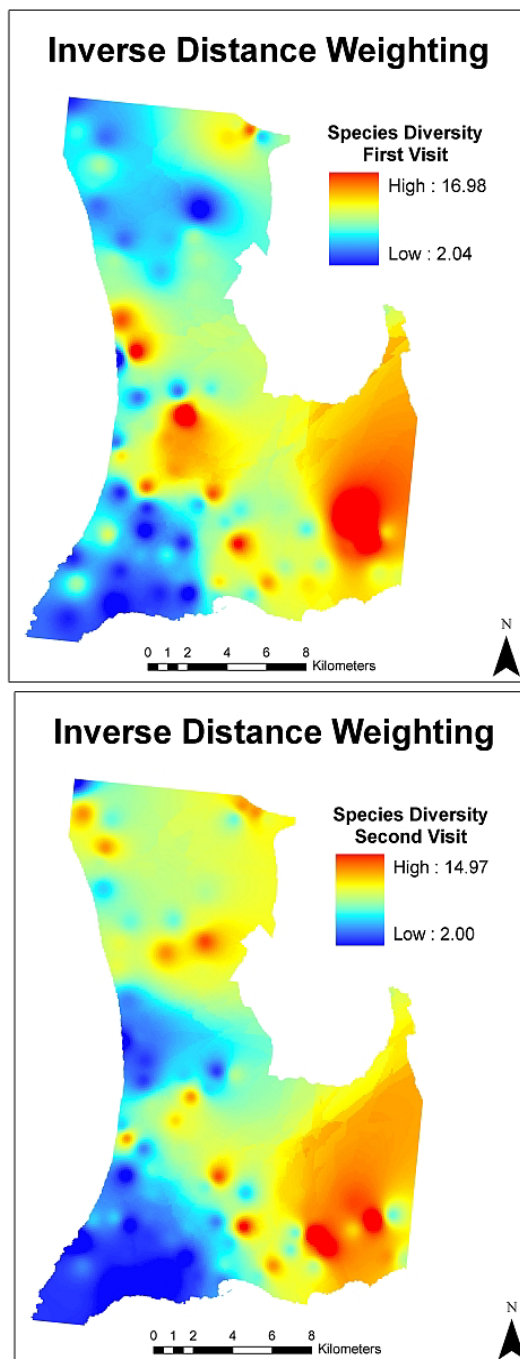 Inverse Distance Weighting
Species Diversity
First Visit
High : 16.98
Low : 2.04
N
0 1 2 4 6 8
Kilometers
Inverse Distance Weighting
Species Diversity
Second Visit
High : 14.97
Low : 2.00
N
0 1 2 4 6 8
Kilometers